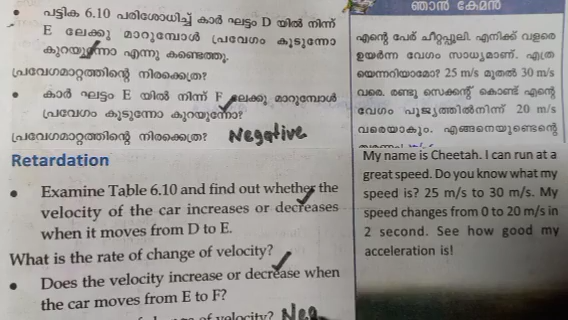 • പട്ടിക 6.10 പരിശോധിച്ച് കാർ ഘട്ടം D യിൽ നിന്ന്
E ലേക്കു മാറുമ്പോൾ പ്രവേഗം കൂടുന്നോ
കുറയുന്നോ എന്നു കണ്ടെത്തൂ.
പ്രവേഗമാറ്റത്തിന്റെ നിരക്കെത്ര?
• കാർ ഘട്ടം E യിൽ നിന്ന് F ലേക്കു മാറുമ്പോൾ
പ്രവേഗം കൂടുന്നോ കുറയുന്നോ?
പ്രവേഗമാറ്റത്തിന്റെ നിരക്കെത്ര? Negative
ഞാൻ കേമൻ
എന്റെ പേര് ചീറ്റപ്പുലി. എനിക്ക് വളരെ
ഉയർന്ന വേഗം സാധ്യമാണ്. എത്ര
യെന്നറിയാമോ? 25 m/s മുതൽ 30 m/s
വരെ. രണ്ടു സെക്കന്റ് കൊണ്ട് എന്റെ
വേഗം പൂജ്യത്തിൽനിന്ന് 20 m/s
വരെയാകും. എങ്ങനെയുണ്ടെന്റെ
Retardation
• Examine Table 6.10 and find out whether the
velocity of the car increases or decreases
when it moves from D to E.
What is the rate of change of velocity?
• Does the velocity increase or decrease when
the car moves from E to F?
of velocity? Neg
My name is Cheetah. I can run at a
great speed. Do you know what my
speed is? 25 m/s to 30 m/s. My
speed changes from 0 to 20 m/s in
2 second. See how good my
acceleration is!